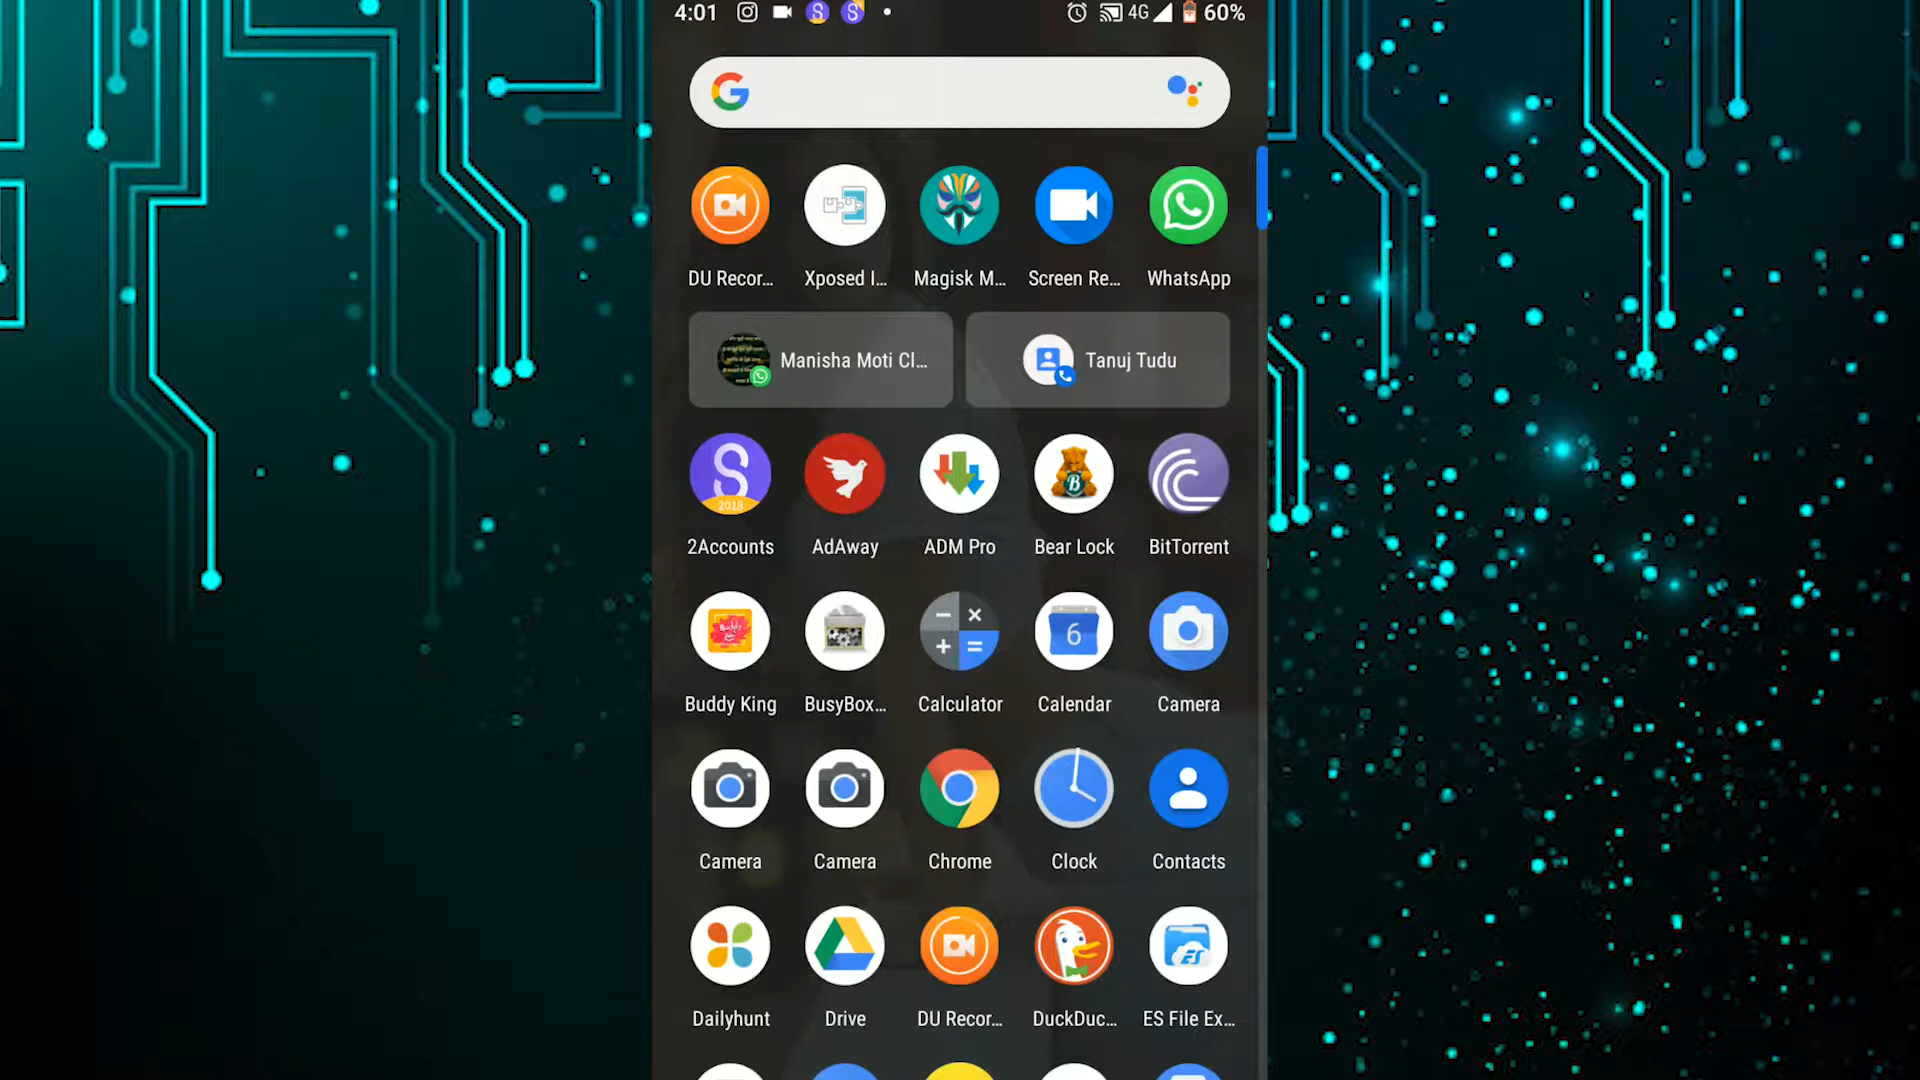 4:01 4G 60%
DU Recor... Xposed I... Magisk M... Screen Re... WhatsApp
Manisha Moti Cl... Tanuj Tudu
2018
2Accounts AdAway ADM Pro Bear Lock BitTorrent
6
Buddy King BusyBox... Calculator Calendar Camera
Camera Camera Chrome Clock Contacts
Dailyhunt Drive DU Recor... DuckDuc... ES File Ex...